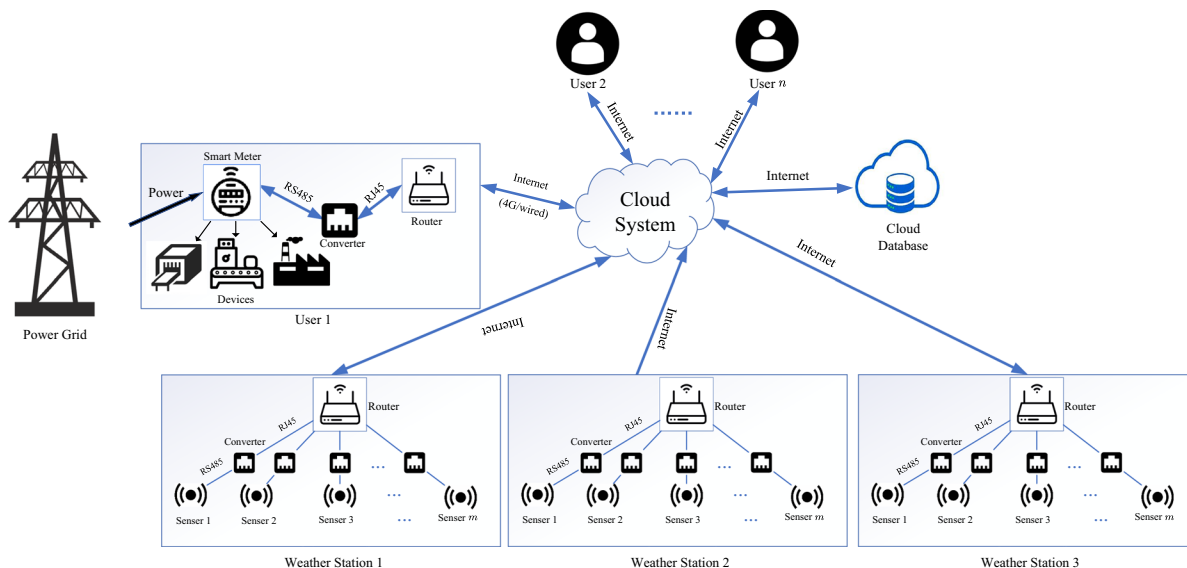 User 2
User n
Internet
Internet
......
Smart Meter
Power
RS485
RJ45
Converter
Router
Devices
User 1
Power Grid
Internet
(4G/wired)
Cloud
System
Internet
Cloud
Database
Internet
Internet
Internet
Router
RJ45
Converter
RS485
...
...
Senser 1
Senser 2
Senser 3
...
Senser m
Weather Station 1
Router
RJ45
Converter
RS485
...
...
Senser 1
Senser 2
Senser 3
...
Senser m
Weather Station 2
Router
RJ45
Converter
RS485
...
...
Senser 1
Senser 2
Senser 3
...
Senser m
Weather Station 3